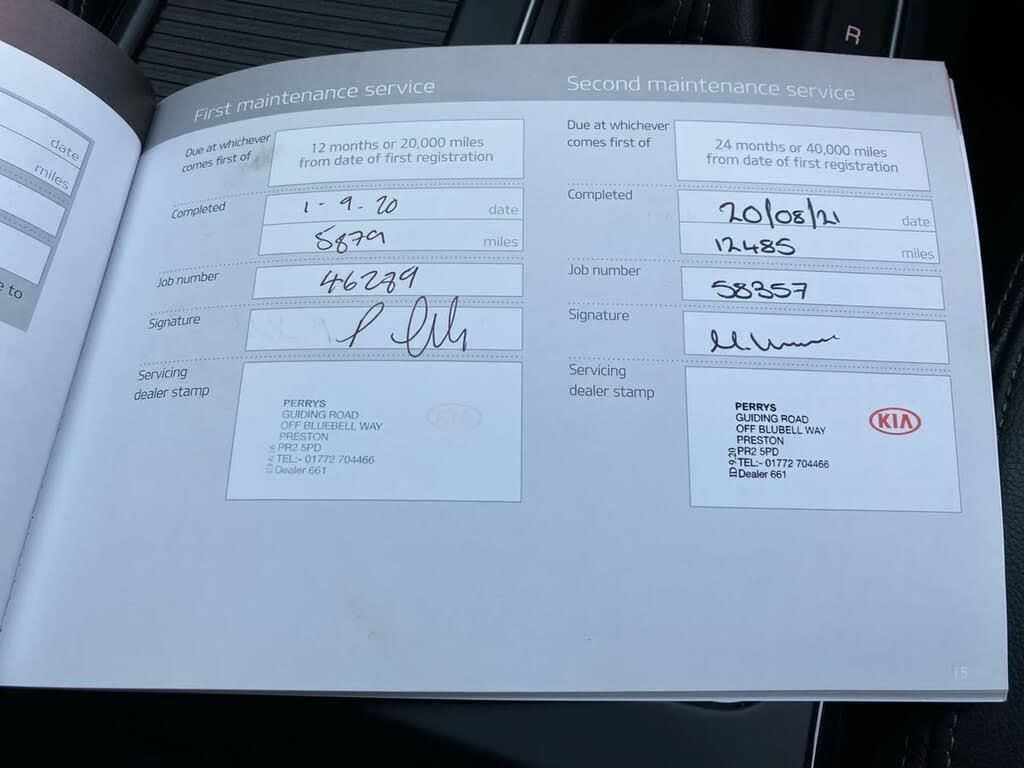 R
date
miles
e to
First maintenance service
Due at whichever
comes first of
12 months or 20,000 miles
from date of first registration
Completed
1-9-20 date
5879 miles
Job number
46289
Signature
Servicing
dealer stamp
PERRYS
GUIDING ROAD
OFF BLUEBELL WAY
PRESTON
PR2 5PD
TEL:- 01772 704466
Dealer 661
KIA
Second maintenance service
Due at whichever
comes first of
24 months or 40,000 miles
from date of first registration
Completed
20/08/21 date
12485 miles
Job number
58357
Signature
Servicing
dealer stamp
PERRYS
GUIDING ROAD
OFF BLUBELL WAY
PRESTON
PR2 5PD
TEL:- 01772 704466
Dealer 661
KIA
15